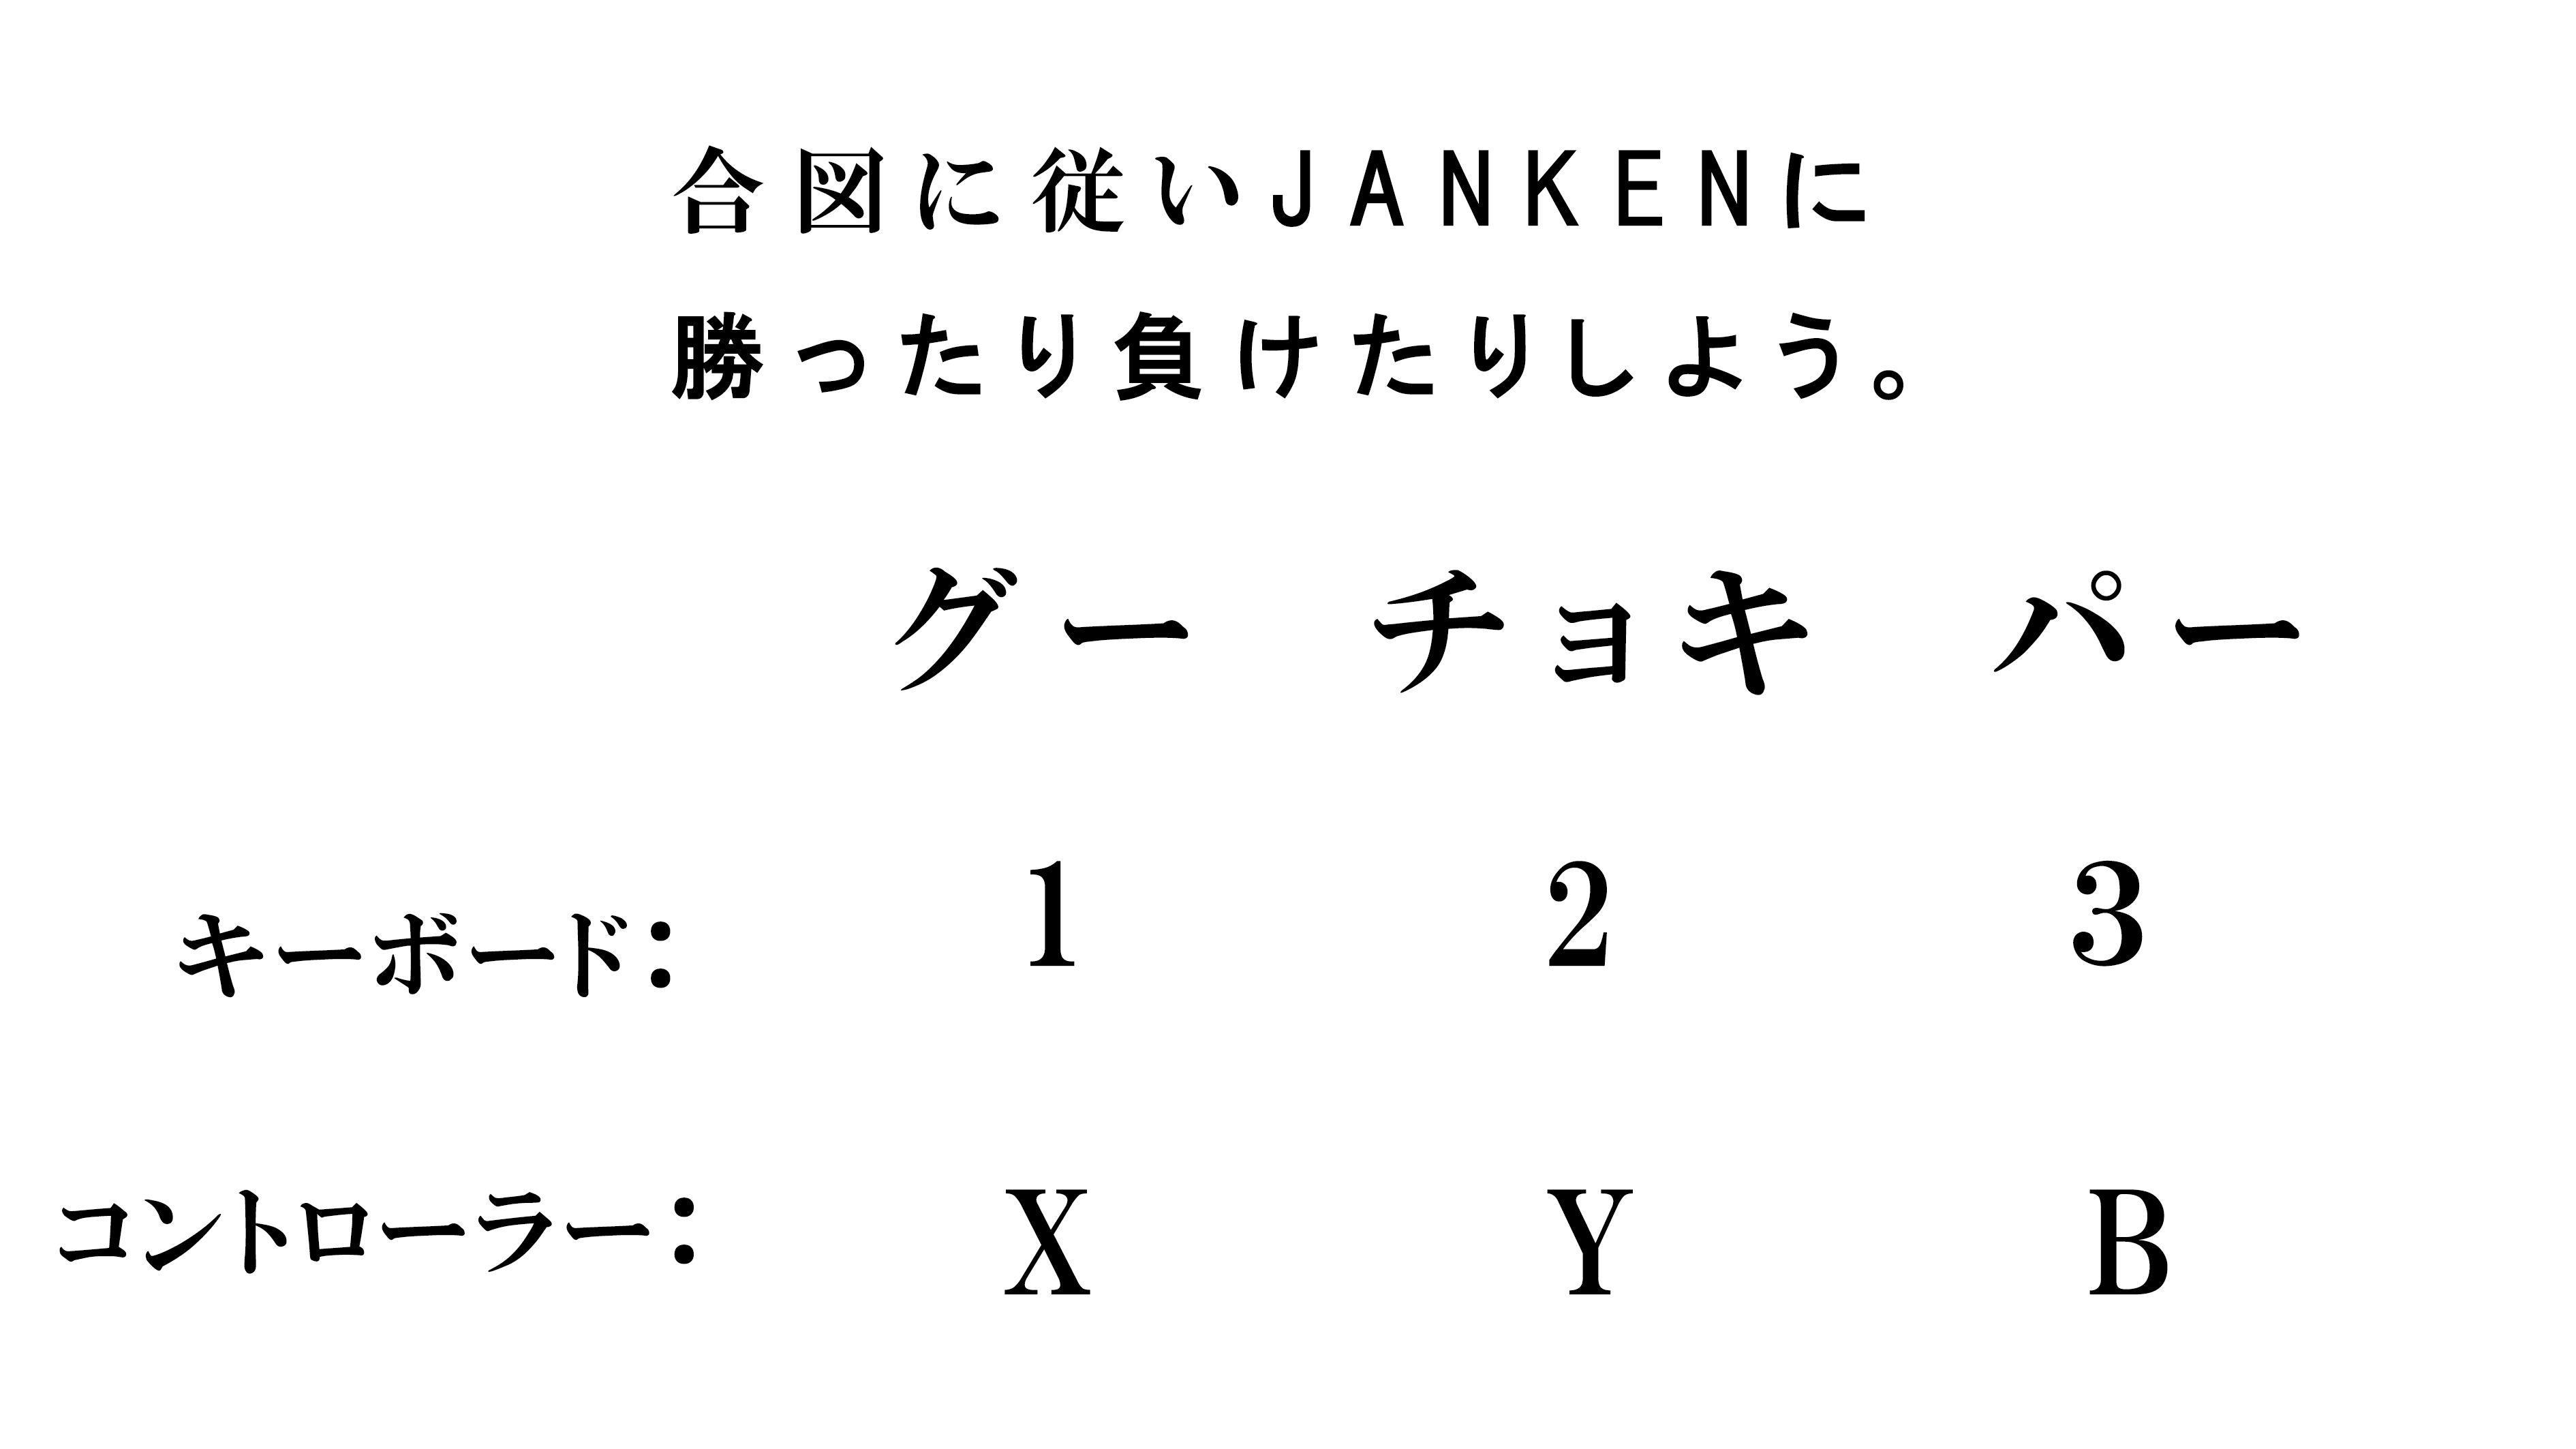 合図に従いＪＡＮＫＥＮに
勝ったり負けたりしよう。
グー チョキ パー
キーボード： 1 2 3
コントローラー： X Y B